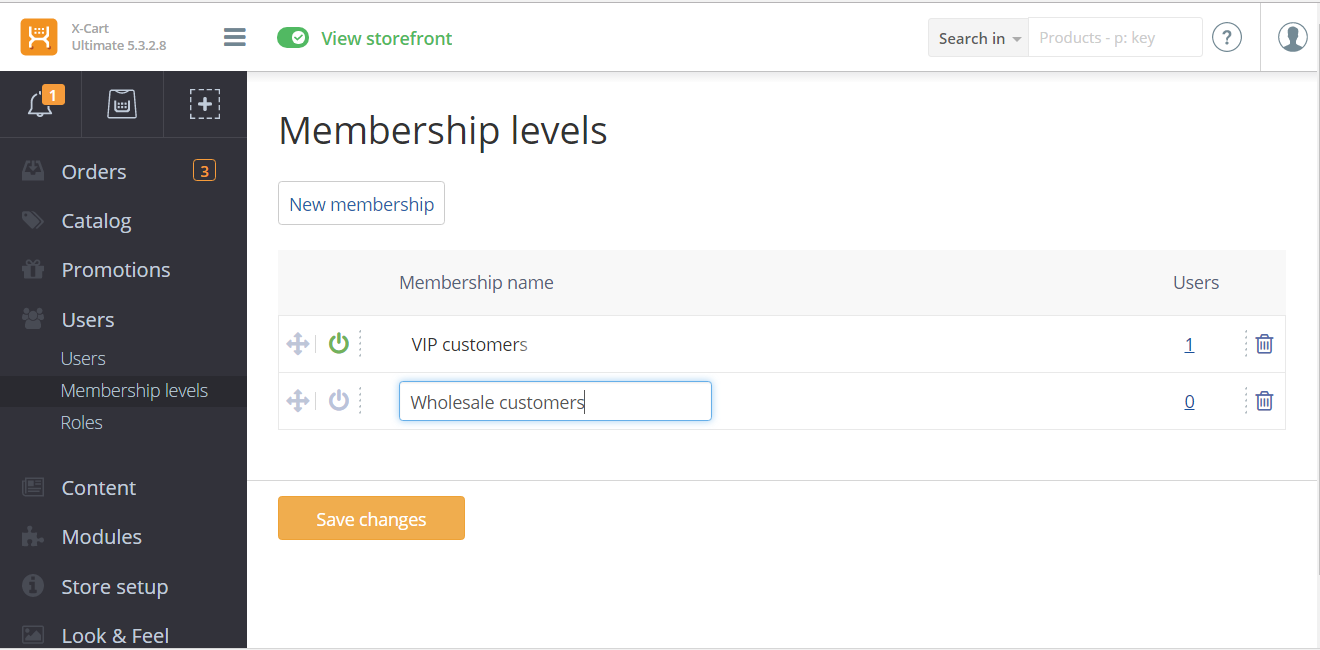 X-Cart
Ultimate 5.3.2.8
View storefront
Search in
Products - p: key
?
1
Orders 3
Catalog
Promotions
Users
Users
Membership levels
Roles
Content
Modules
Store setup
Look & Feel
Membership levels
New membership
Membership name Users
VIP customers 1
Wholesale customers 0
Save changes